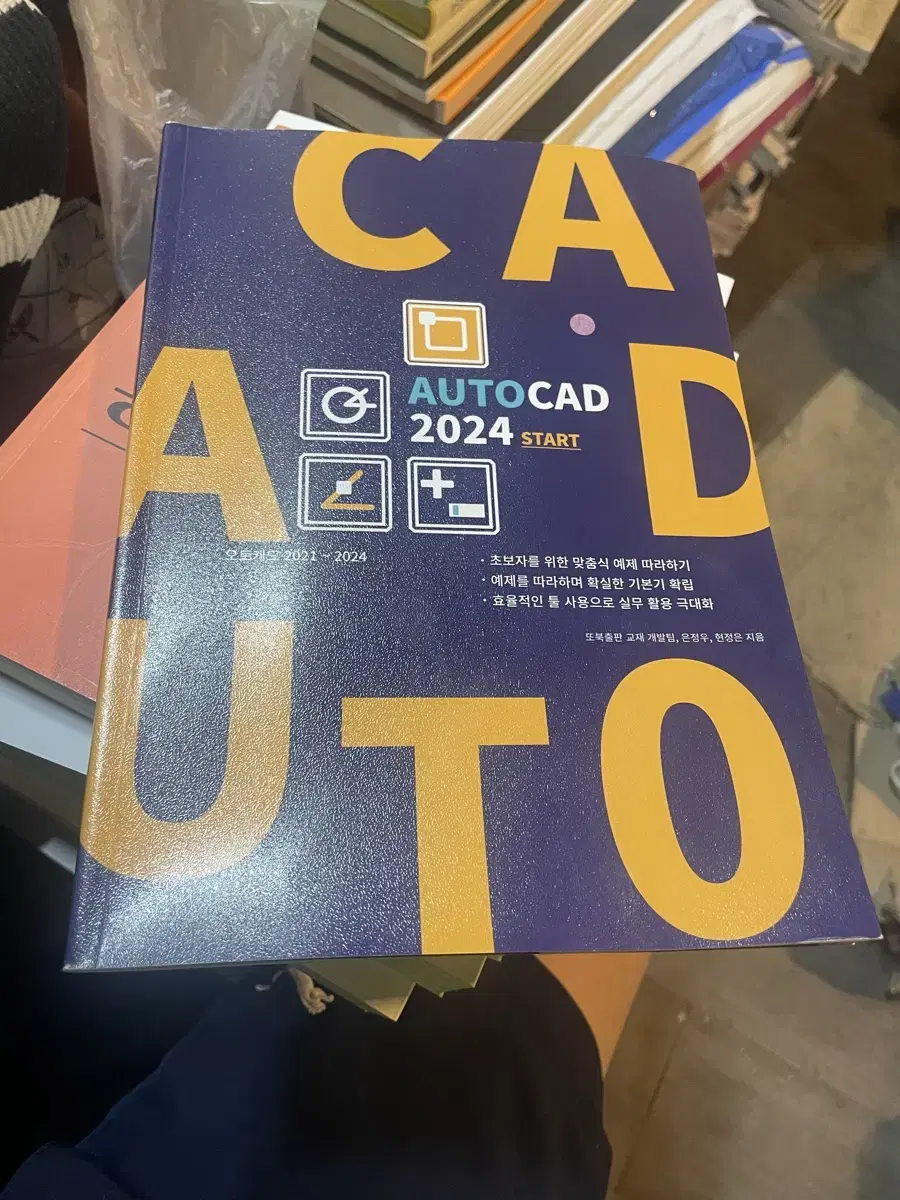 C A
A D
U T O
AUTOCAD
2024 START
오토캐드 2021 ~ 2024
· 초보자를 위한 맞춤식 예제 따라하기
· 예제를 따라하며 확실한 기본기 확립
· 효율적인 툴 사용으로 실무 활용 극대화
또북출판 교재 개발팀, 은정우, 현정은 지음